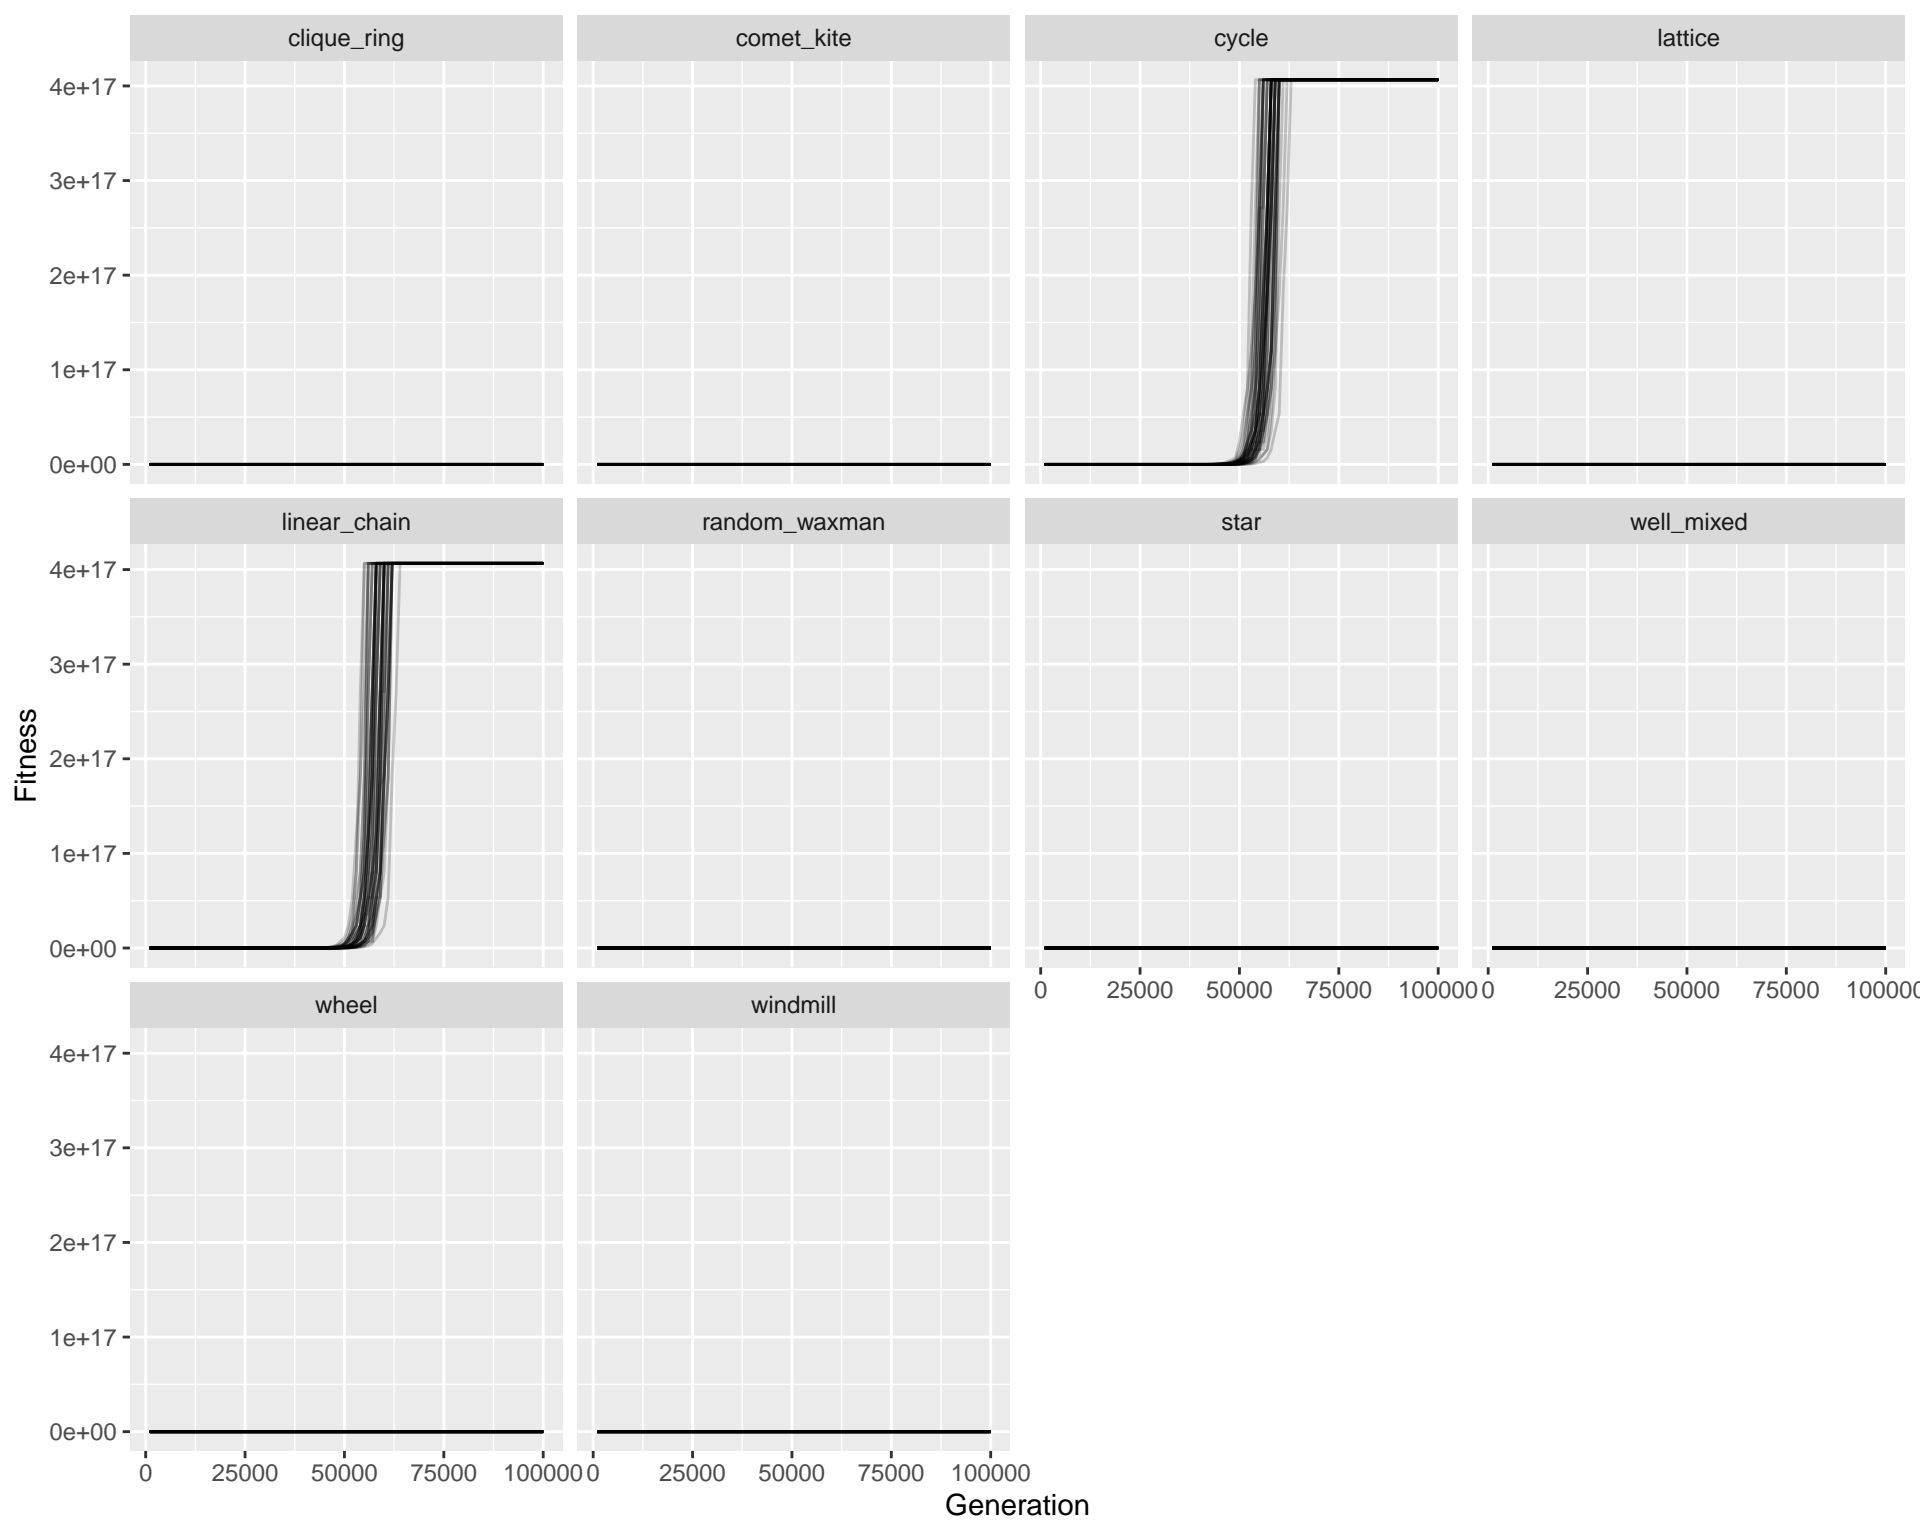 clique_ring comet_kite cycle lattice
4e+17
3e+17
2e+17
1e+17
0e+00
linear_chain random_waxman star well_mixed
4e+17
3e+17
2e+17
1e+17
0e+00
0 25000 50000 75000 100000 0 25000 50000 75000 100000
wheel windmill
4e+17
3e+17
2e+17
1e+17
0e+00
0 25000 50000 75000 100000 0 25000 50000 75000 100000
Generation
Fitness